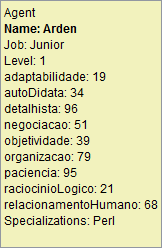 Agent
Name: Arden
Job: Junior
Level: 1
adaptabilidade: 19
autoDidata: 34
detalhista: 96
negociacao: 51
objetividade: 39
organizacao: 79
paciencia: 95
raciocinioLogico: 21
relacionamentoHumano: 68
Specializations: Perl